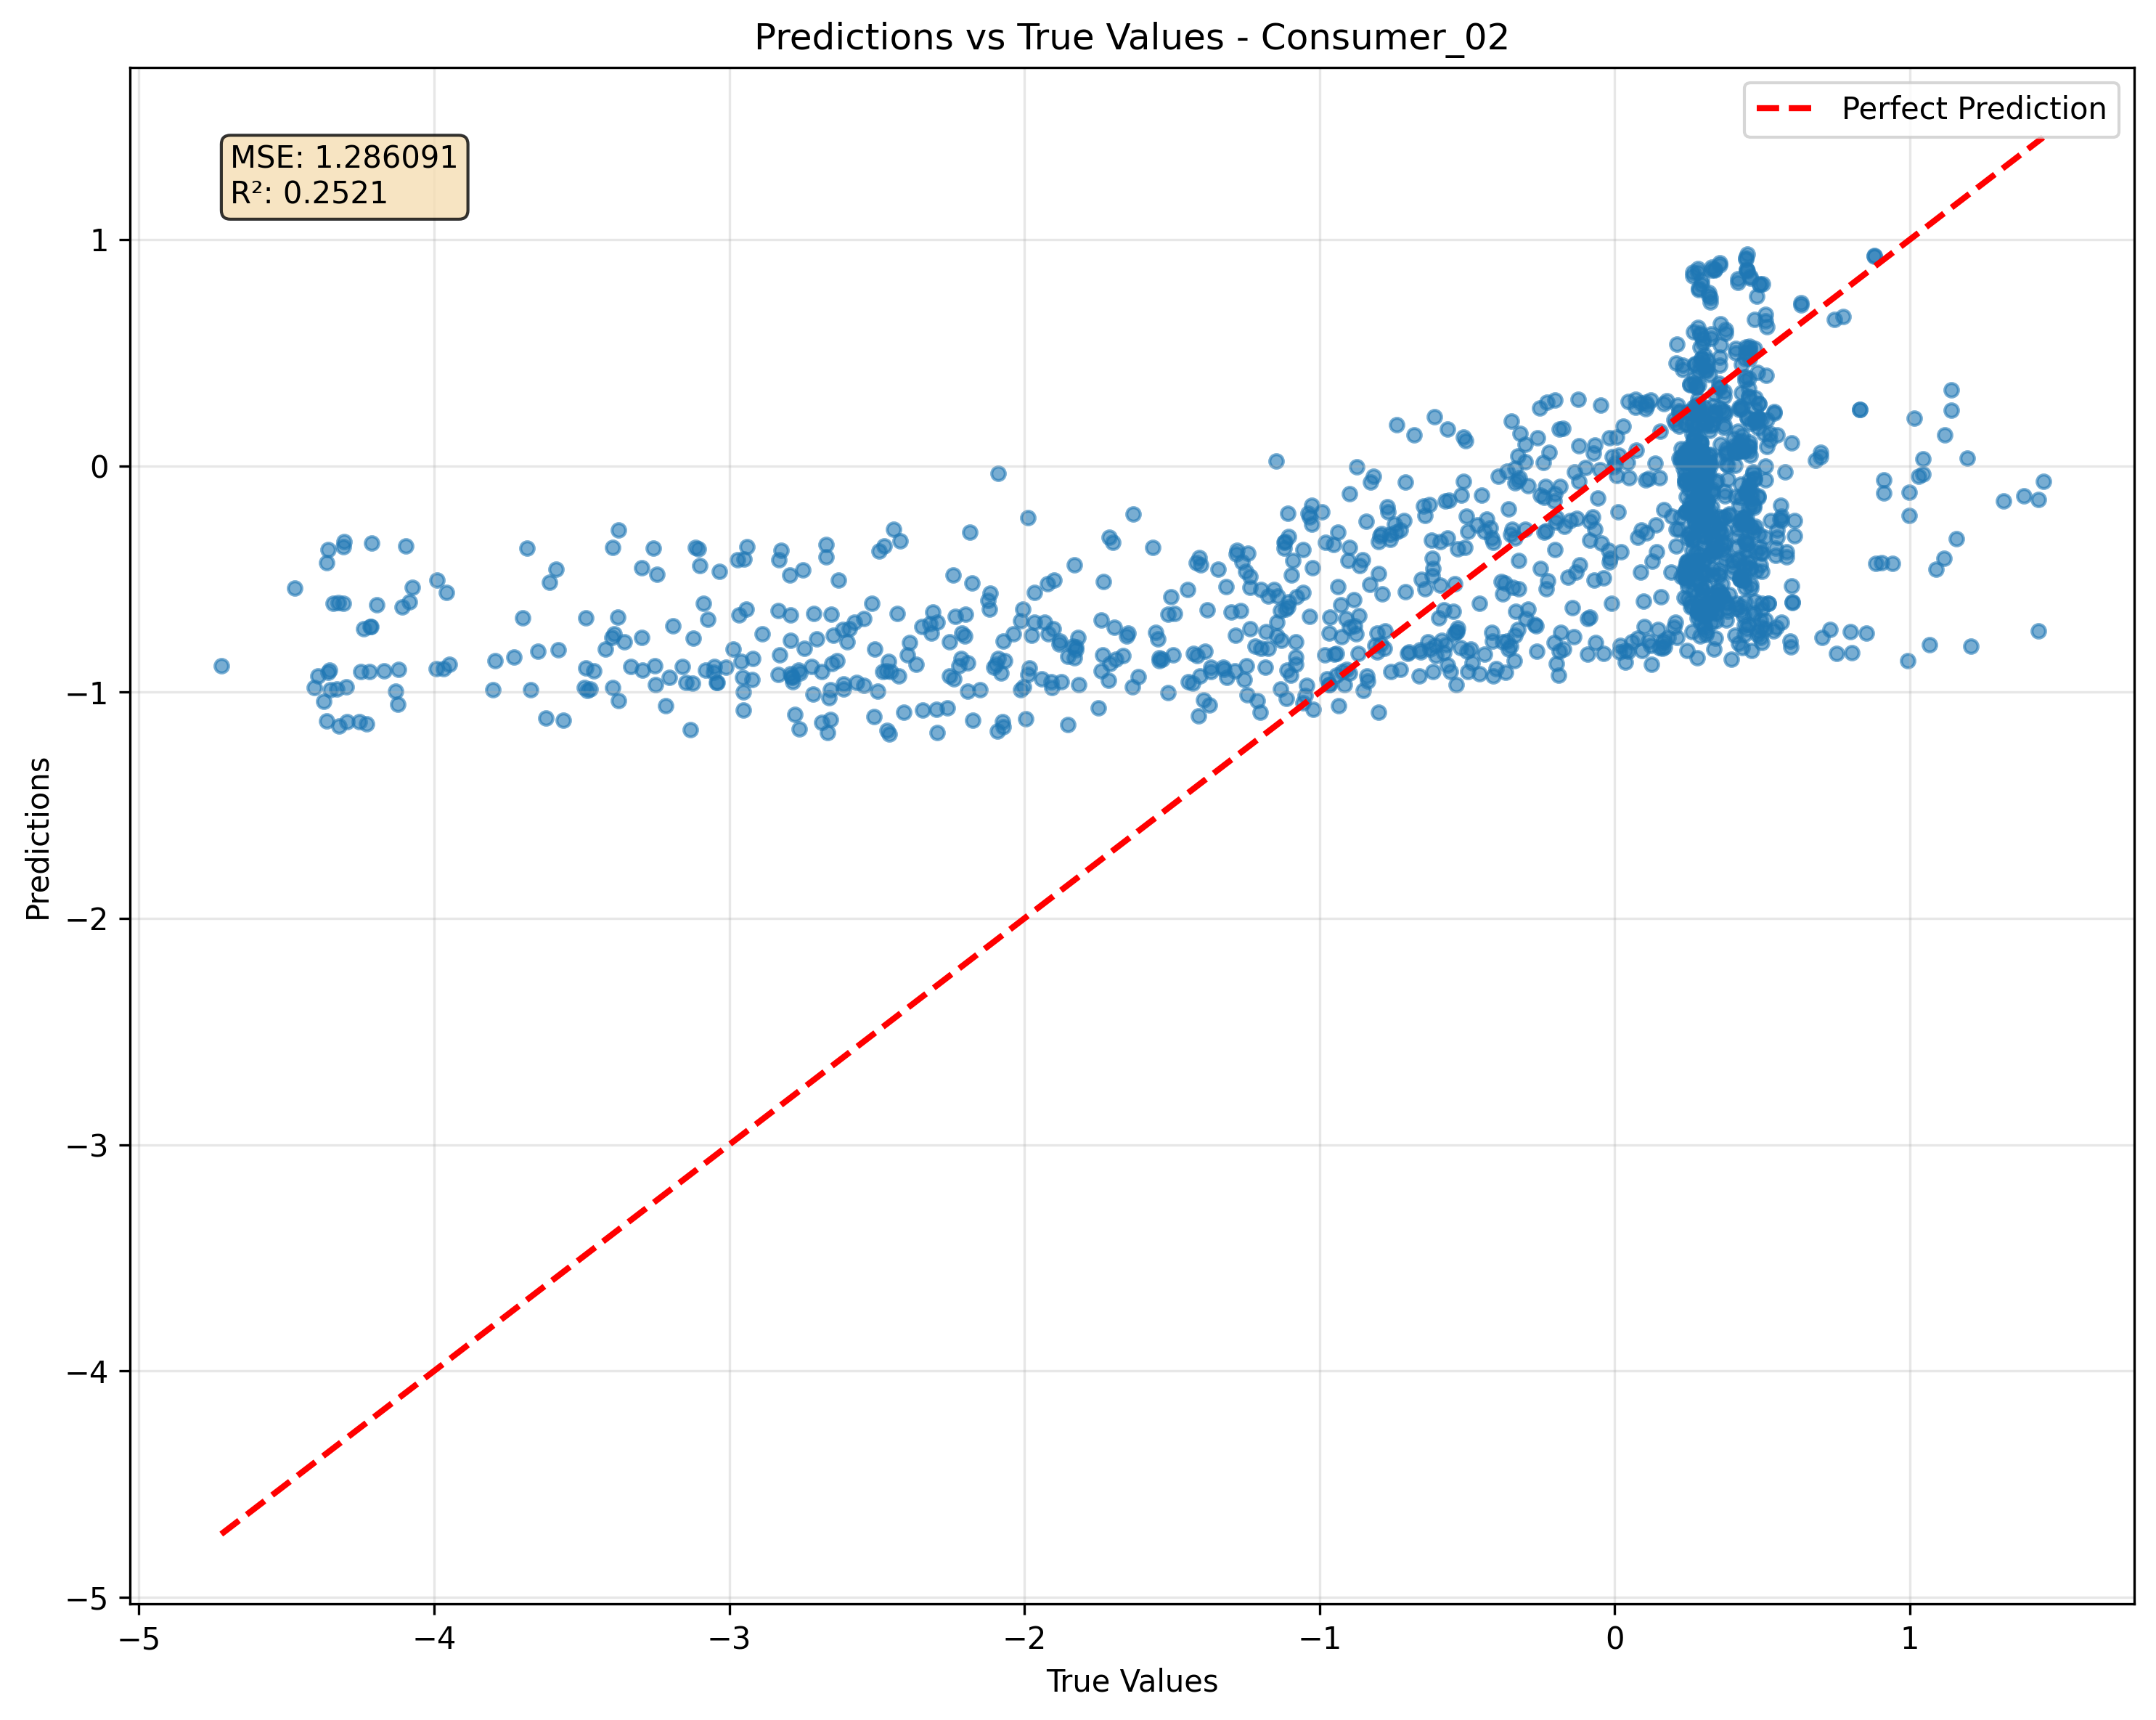 Predictions vs True Values - Consumer_02
Perfect Prediction
MSE: 1.286091
R²: 0.2521
1
0
−1
−2
−3
−4
−5
Predictions
−5 −4 −3 −2 −1 0 1
True Values